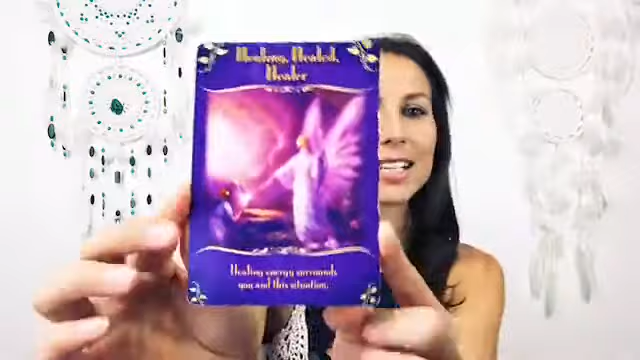 Healing, Healed,
Healer
Healing energy surrounds
you and this situation.